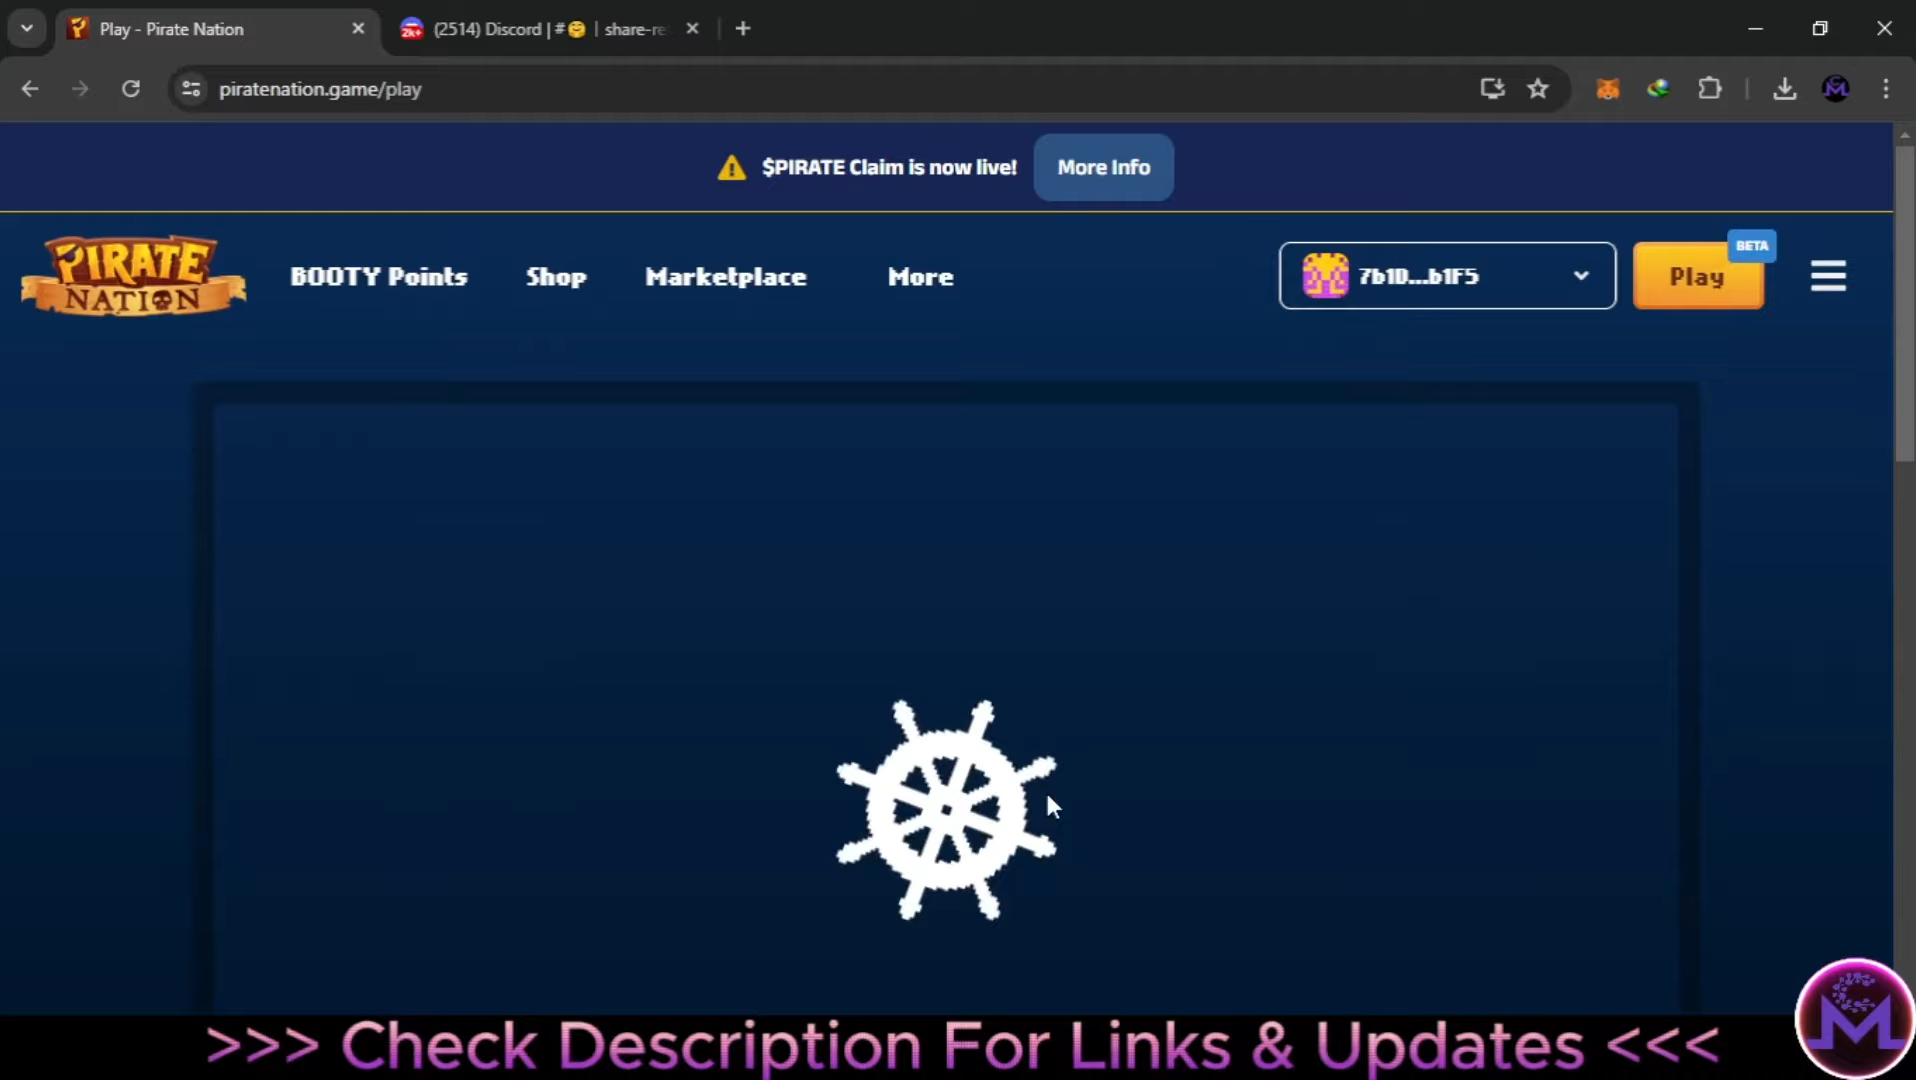 Play - Pirate Nation
(2514) Discord | #🤗 | share-re
piratenation.game/play
$PIRATE Claim is now live!
More Info
PIRATE
NATION
BOOTY Points
Shop
Marketplace
More
7b1D...b1F5
Play
BETA
>>> Check Description For Links & Updates <<<